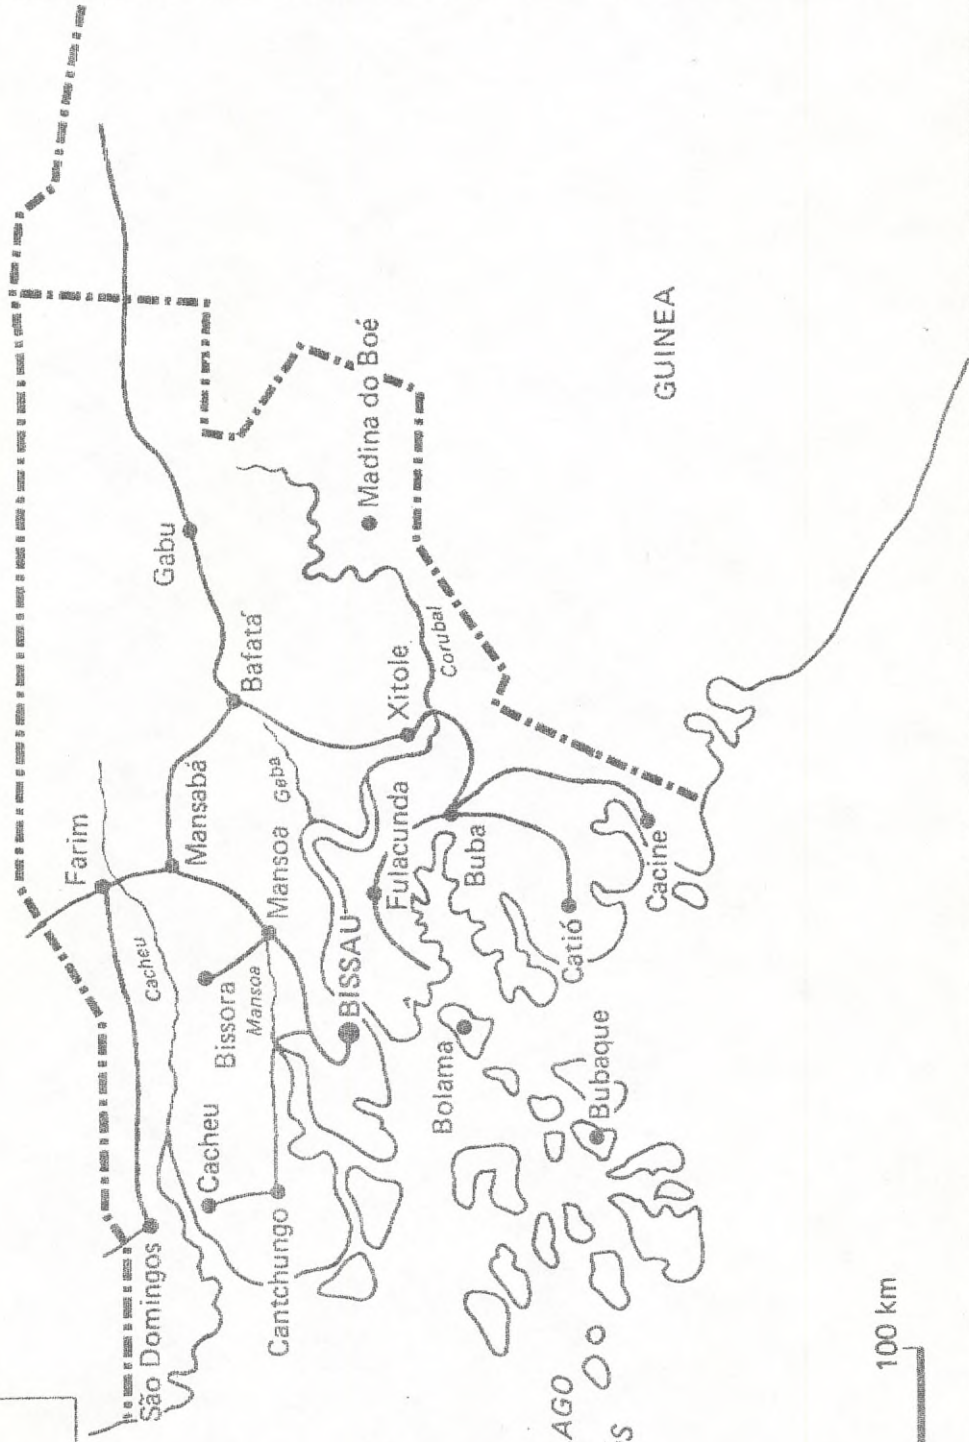 São Domingos
Farim
Cacheu
Cacheu
Mansabá
Gabu
Bissora
Bafatá
Cantchungo
Mansoa
Mansoa
Geba
BISSAU
Madina do Boé
Fulacunda
Xitole
Corubal
Bolama
Buba
Catió
Bubaque
Cacine
GUINEA
AGO
S
100 km